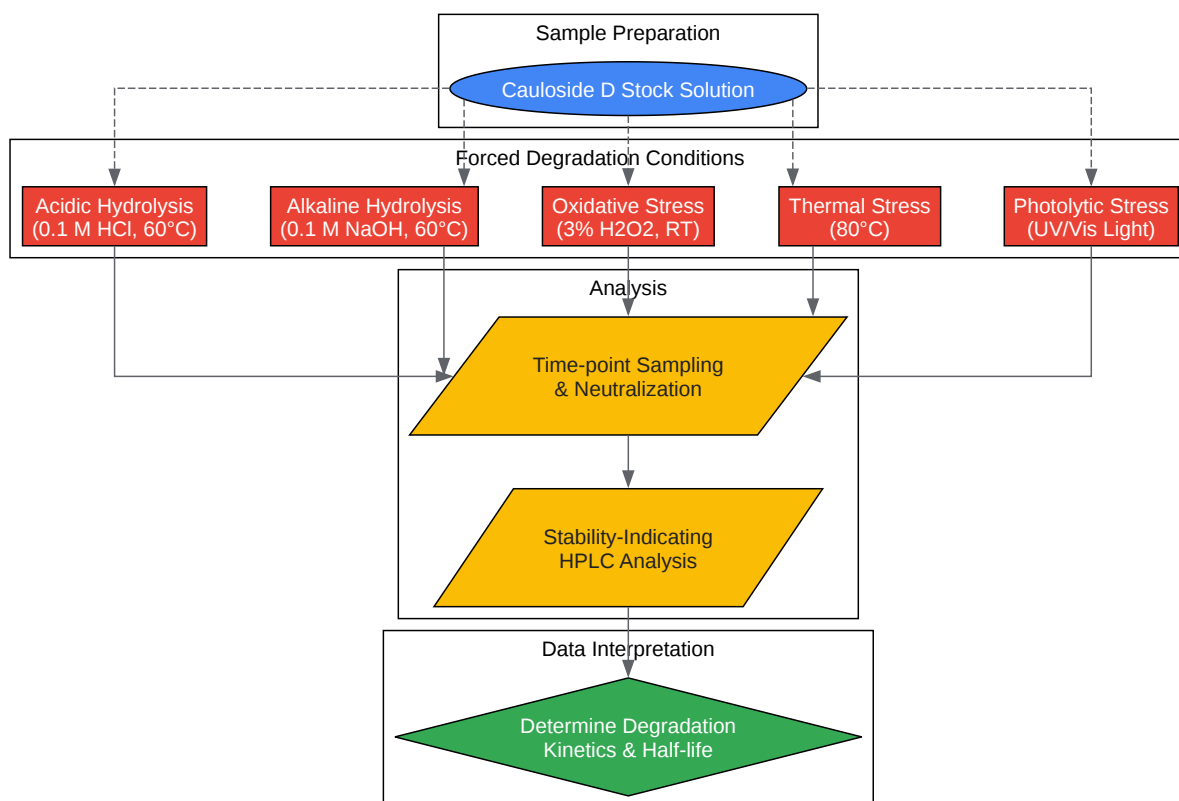 Sample Preparation
Cauloside D Stock Solution
Forced Degradation Conditions
Acidic Hydrolysis
(0.1 M HCl, 60°C)
Alkaline Hydrolysis
(0.1 M NaOH, 60°C)
Oxidative Stress
(3% H2O2, RT)
Thermal Stress
(80°C)
Photolytic Stress
(UV/Vis Light)
Analysis
Time-point Sampling
& Neutralization
Stability-Indicating
HPLC Analysis
Data Interpretation
Determine Degradation
Kinetics & Half-life